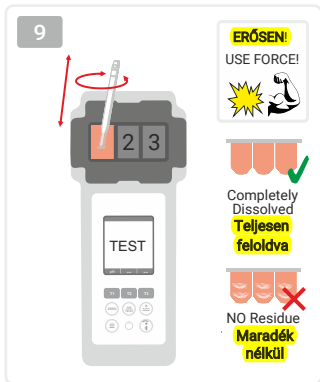 9
ERŐSEN!
USE FORCE!
2 3
TEST
Completely
Dissolved
Teljesen
feloldva
NO Residue
Maradék
nélkül